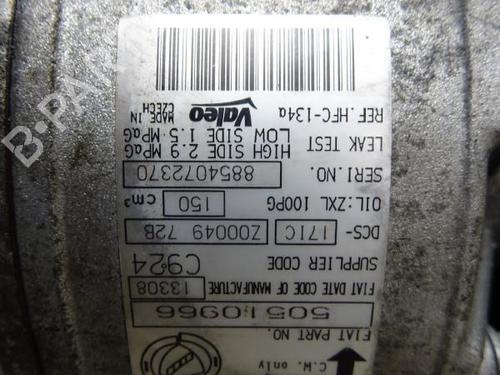 C.W. only
FIAT PART NO.
50510966
FIAT DATE CODE OF MANUFACTURE
13308
SUPPLIER CODE C924
DCS- 171C Z00049 72B
OIL: ZXL 100PG 150 cm³
SERI.NO. 8854072370
HIGH SIDE 2.9 MPaG
LEAK TEST LOW SIDE 1.5 MPaG
REF.HFC-134a Valeo MADE IN CZECH